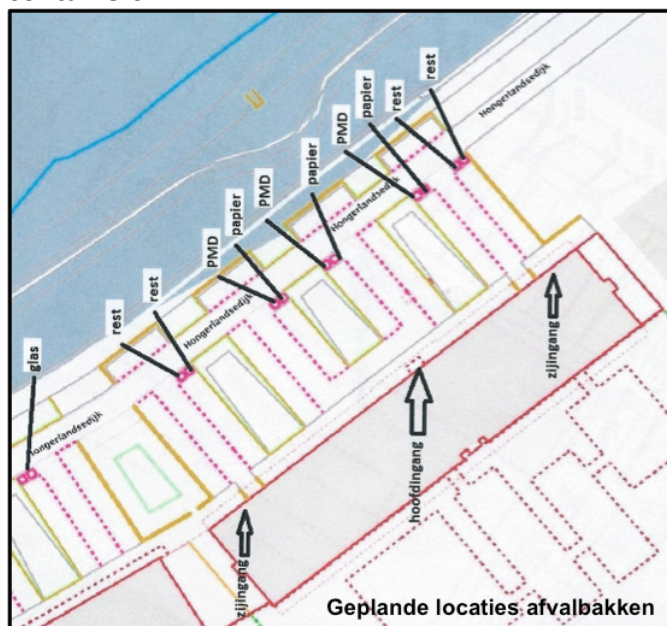 glas
rest
rest
PMD
papier
PMD
papier
PMD
papier
rest
rest
Hongerlandsedijk
Hongerlandsedijk
Hongerlandsedijk
Hongerlandsedijk
zijingang
hoofdingang
zijingang
Geplande locaties afvalbakken